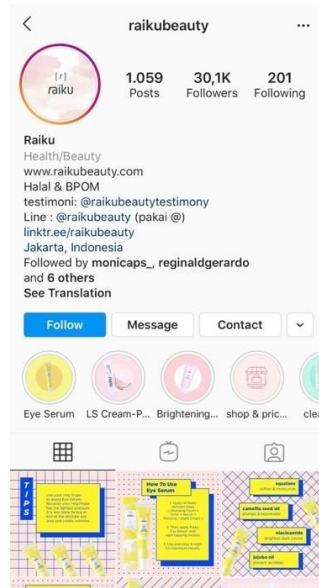 raikubeauty
[r]
raiku
1.059
30,1K
201
Posts
Followers
Following
Raiku
Health/Beauty
www.raikubeauty.com
Halal & BPOM
testimoni: @raikubeautytestimony
Line : @raikubeauty (pakai @)
linktr.ee/raikubeauty
Jakarta, Indonesia
Followed by monicaps_, reginaldgerardo
and 6 others
See Translation
Follow
Message
Contact
Eye Serum
LS Cream-P...
Brightening...
shop & pric...
clea
TIPS
How To Use
Eye Serum
squalane
camellia seed oil
niacinamide
jojoba oil